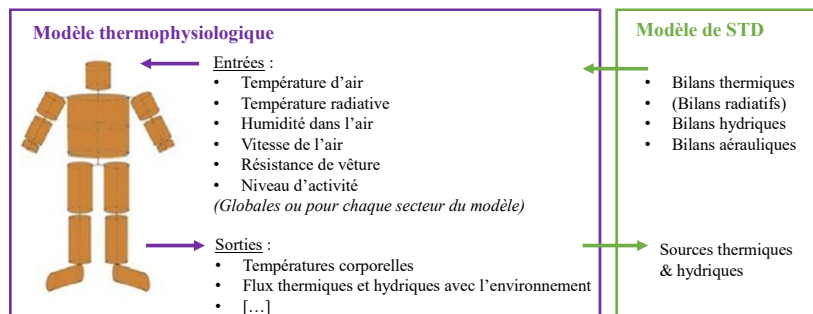 Modèle thermophysiologique
Entrées :
• Température d'air
• Température radiative
• Humidité dans l'air
• Vitesse de l'air
• Résistance de vêture
• Niveau d'activité
(Globales ou pour chaque secteur du modèle)
Sorties :
• Températures corporelles
• Flux thermiques et hydriques avec l'environnement
• […]
Modèle de STD
• Bilans thermiques
• (Bilans radiatifs)
• Bilans hydriques
• Bilans aérauliques
Sources thermiques
& hydriques